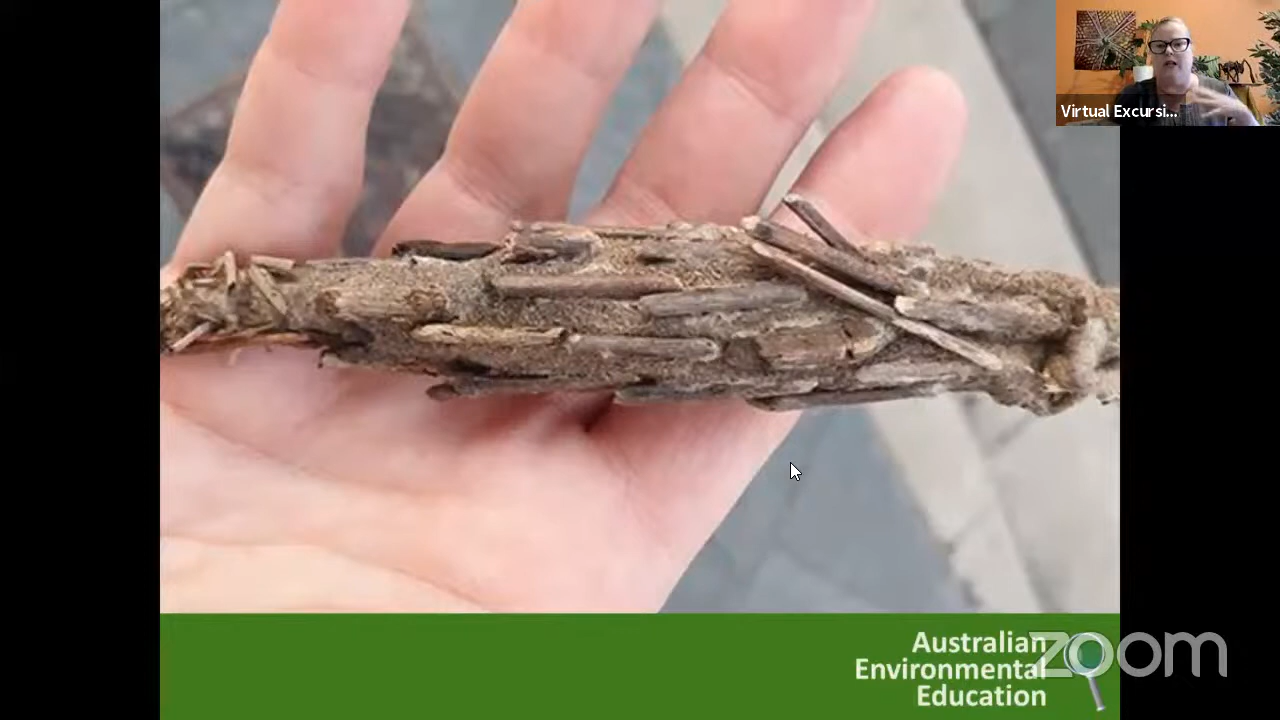 Virtual Excursi...
Australian
Environmental
Education
zoom